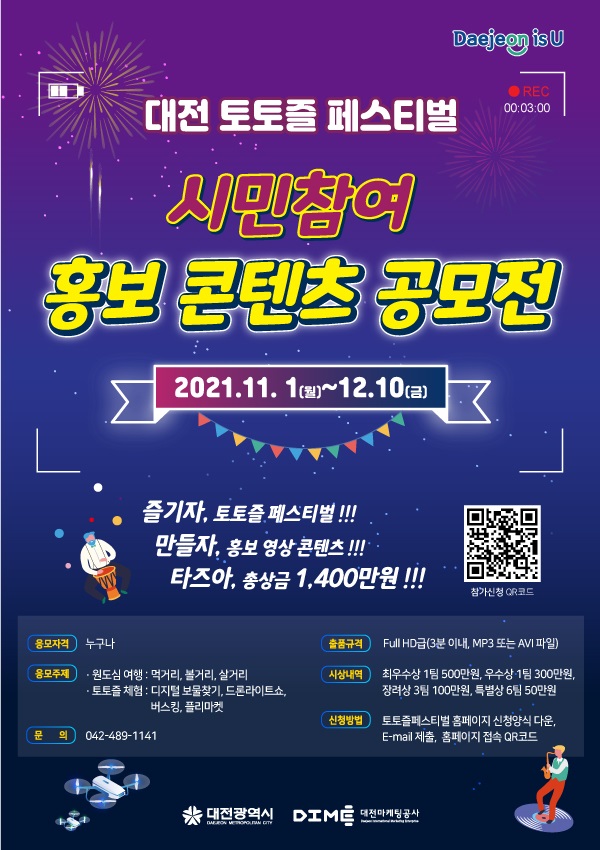 Daejeon is U
REC
00:03:00
대전 토토즐 페스티벌
시민참여
홍보 콘텐츠 공모전
2021.11. 1(월)~12.10(금)
즐기자, 토토즐 페스티벌 !!!
만들자, 홍보 영상 콘텐츠 !!!
타즈아, 총상금 1,400만원 !!!
참가신청 QR코드
응모자격 누구나
응모주제 · 원도심 여행 : 먹거리, 볼거리, 살거리
· 토토즐 체험 : 디지털 보물찾기, 드론라이트쇼,
버스킹, 플리마켓
문 의 042-489-1141
출품규격 Full HD급(3분 이내, MP3 또는 AVI 파일)
시상내역 최우수상 1팀 500만원, 우수상 1팀 300만원,
장려상 3팀 100만원, 특별상 6팀 50만원
신청방법 토토즐페스티벌 홈페이지 신청양식 다운,
E-mail 제출, 홈페이지 접속 QR코드
대전광역시
DAEJEON METROPOLITAN CITY
DIME 대전마케팅공사
Daejeon International Marketing Enterprise